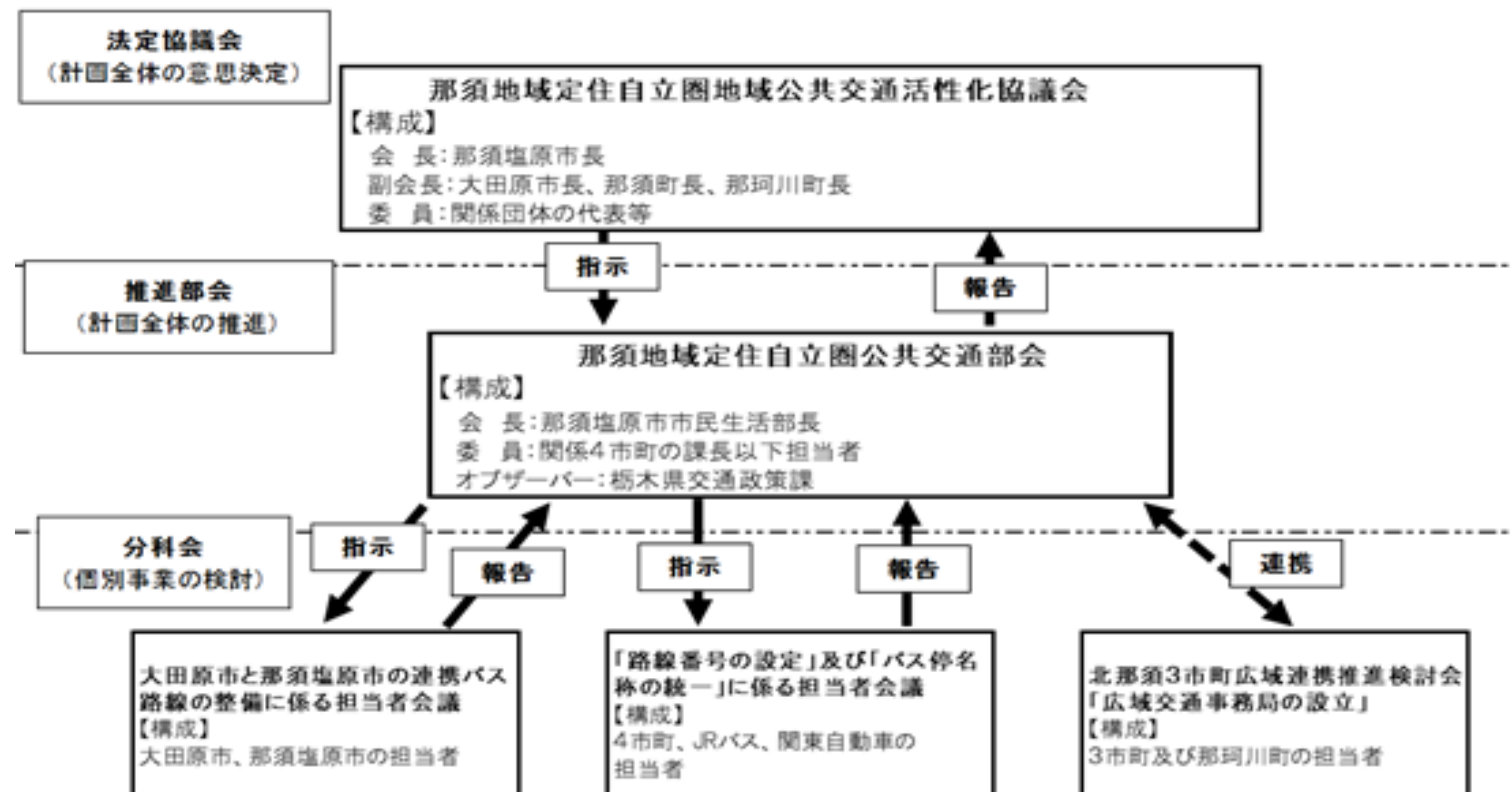 法定協議会
（計画全体の意思決定）
那須地域定住自立圏地域公共交通活性化協議会
【構成】
会　長：那須塩原市長
副会長：大田原市長、那須町長、那珂川町長
委　員：関係団体の代表等
指示
報告
推進部会
（計画全体の推進）
那須地域定住自立圏公共交通部会
【構成】
会　長：那須塩原市市民生活部長
委　員：関係4市町の課長以下担当者
オブザーバー：栃木県交通政策課
分科会
（個別事業の検討）
指示
報告
指示
報告
連携
大田原市と那須塩原市の連携バス
路線の整備に係る担当者会議
【構成】
大田原市、那須塩原市の担当者
「路線番号の設定」及び「バス停名
称の統一」に係る担当者会議
【構成】
4市町、JRバス、関東自動車の
担当者
北那須3市町広域連携推進検討会
「広域交通事務局の設立」
【構成】
3市町及び那珂川町の担当者